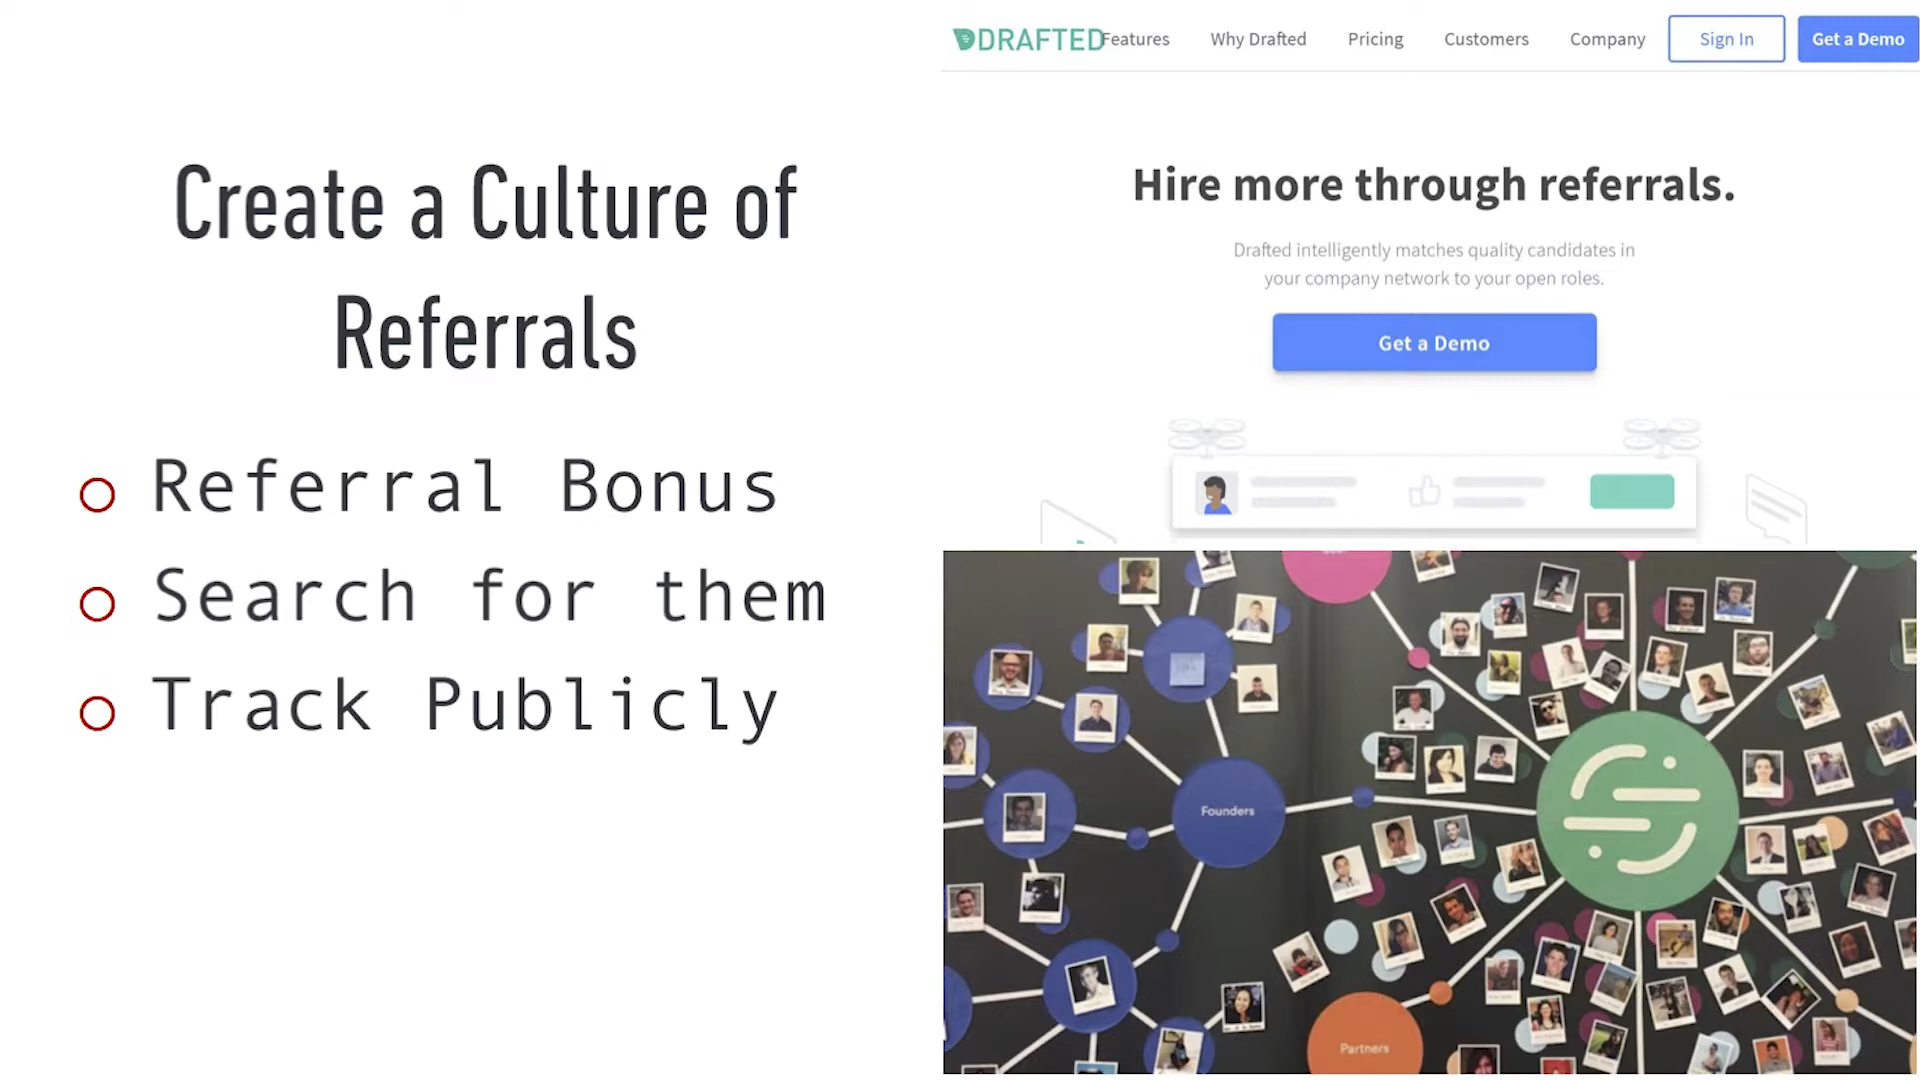 Create a Culture of
Referrals
Referral Bonus
Search for them
Track Publicly
DRAFTED
Features
Why Drafted
Pricing
Customers
Company
Sign In
Get a Demo
Hire more through referrals.
Drafted intelligently matches quality candidates in
your company network to your open roles.
Get a Demo
Founders
Partners